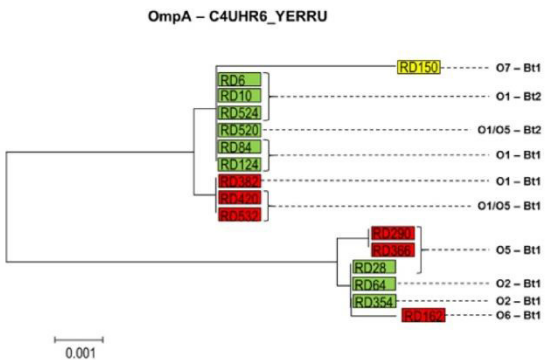 OmpA – C4UHR6_YERRU
RD150 O7 – Bt1
RD6
RD10 O1 – Bt2
RD524
RD520 O1/O5 – Bt2
RD84
RD124 O1 – Bt1
RD382 O1 – Bt1
RD420
RD532 O1/O5 – Bt1
RD290
RD366 O5 – Bt1
RD28
RD64 O2 – Bt1
RD354 O2 – Bt1
RD162 O6 – Bt1
0.001